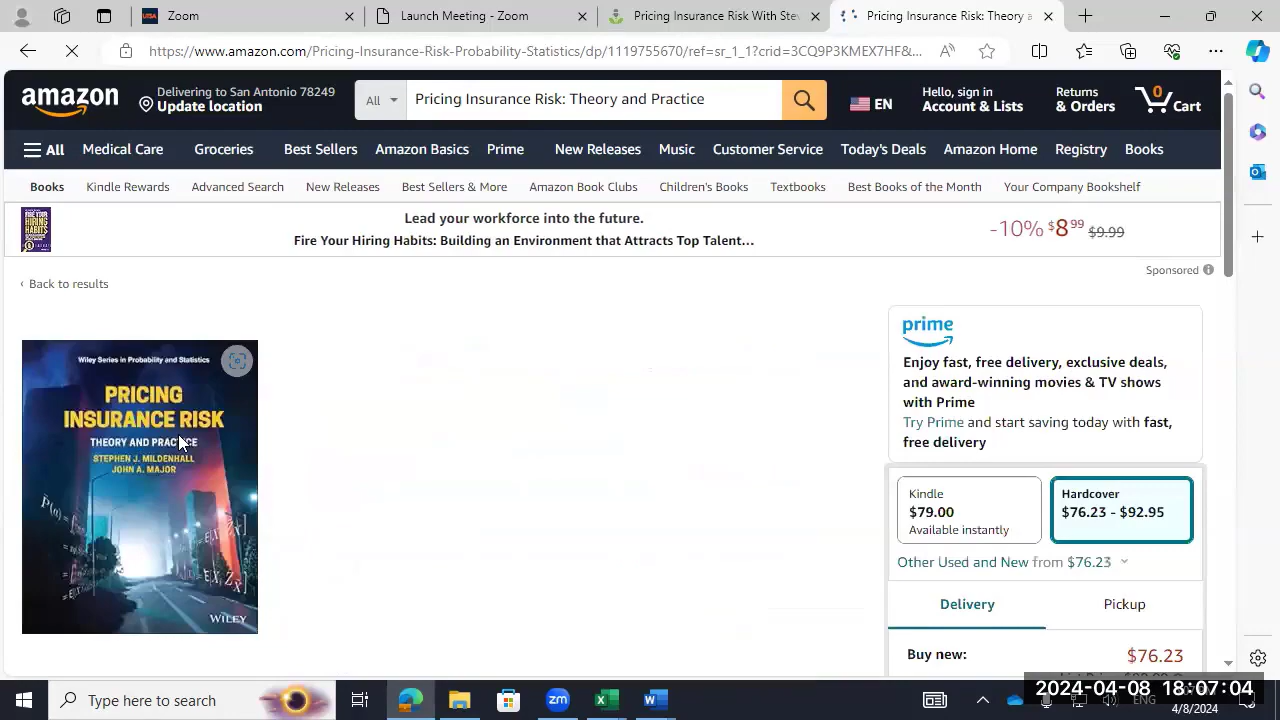 Zoom
Launch Meeting - Zoom
Pricing Insurance Risk With Stev
Pricing Insurance Risk: Theory a
https://www.amazon.com/Pricing-Insurance-Risk-Probability-Statistics/dp/1119755670/ref=sr_1_1?crid=3CQ9P3KMEX7HF&...
amazon
Delivering to San Antonio 78249
Update location
All
Pricing Insurance Risk: Theory and Practice
EN
Hello, sign in
Account & Lists
Returns
& Orders
0
Cart
All
Medical Care
Groceries
Best Sellers
Amazon Basics
Prime
New Releases
Music
Customer Service
Today's Deals
Amazon Home
Registry
Books
Books
Kindle Rewards
Advanced Search
New Releases
Best Sellers & More
Amazon Book Clubs
Children's Books
Textbooks
Best Books of the Month
Your Company Bookshelf
Lead your workforce into the future.
Fire Your Hiring Habits: Building an Environment that Attracts Top Talent...
-10% $8 99 $9.99
Sponsored
‹ Back to results
Wiley Series in Probability and Statistics
PRICING
INSURANCE RISK
THEORY AND PRACTICE
STEPHEN J. MILDENHALL
JOHN A. MAJOR
WILEY
prime
Enjoy fast, free delivery, exclusive deals,
and award-winning movies & TV shows
with Prime
Try Prime and start saving today with fast,
free delivery
Kindle
$79.00
Available instantly
Hardcover
$76.23 - $92.95
Other Used and New from $76.23
Delivery
Pickup
Buy new:
$76.23
Type here to search
ENG
2024-04-08 18:07:04
4/8/2024